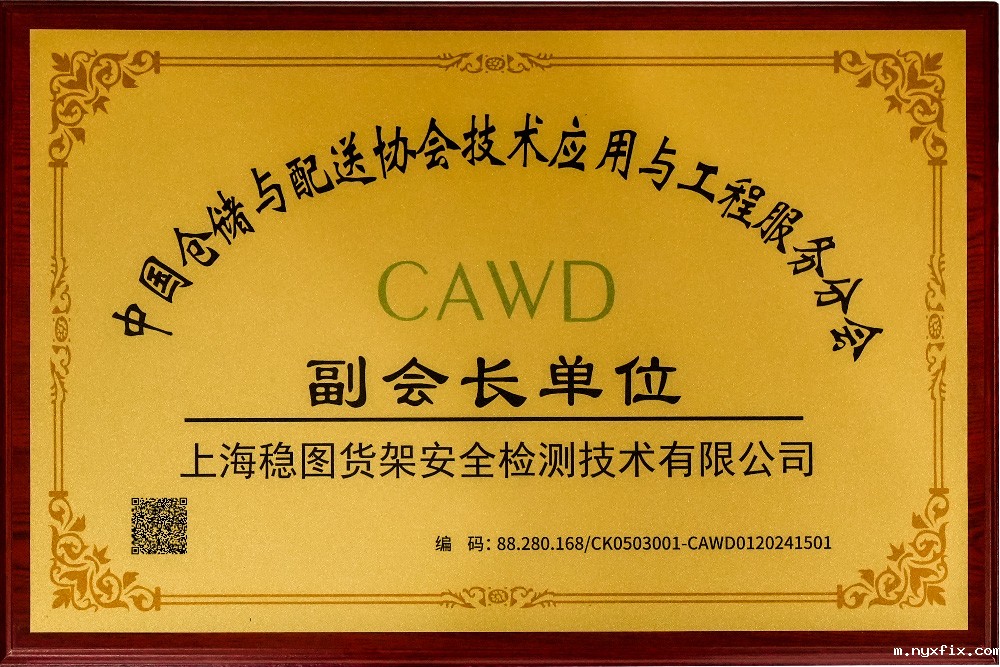 中国仓储与配送协会技术应用与工程服务分会
CAWD
副会长单位
上海稳图货架安全检测技术有限公司
编 码：88.280.168/CK0503001-CAWD0120241501
m.nyxfix.com